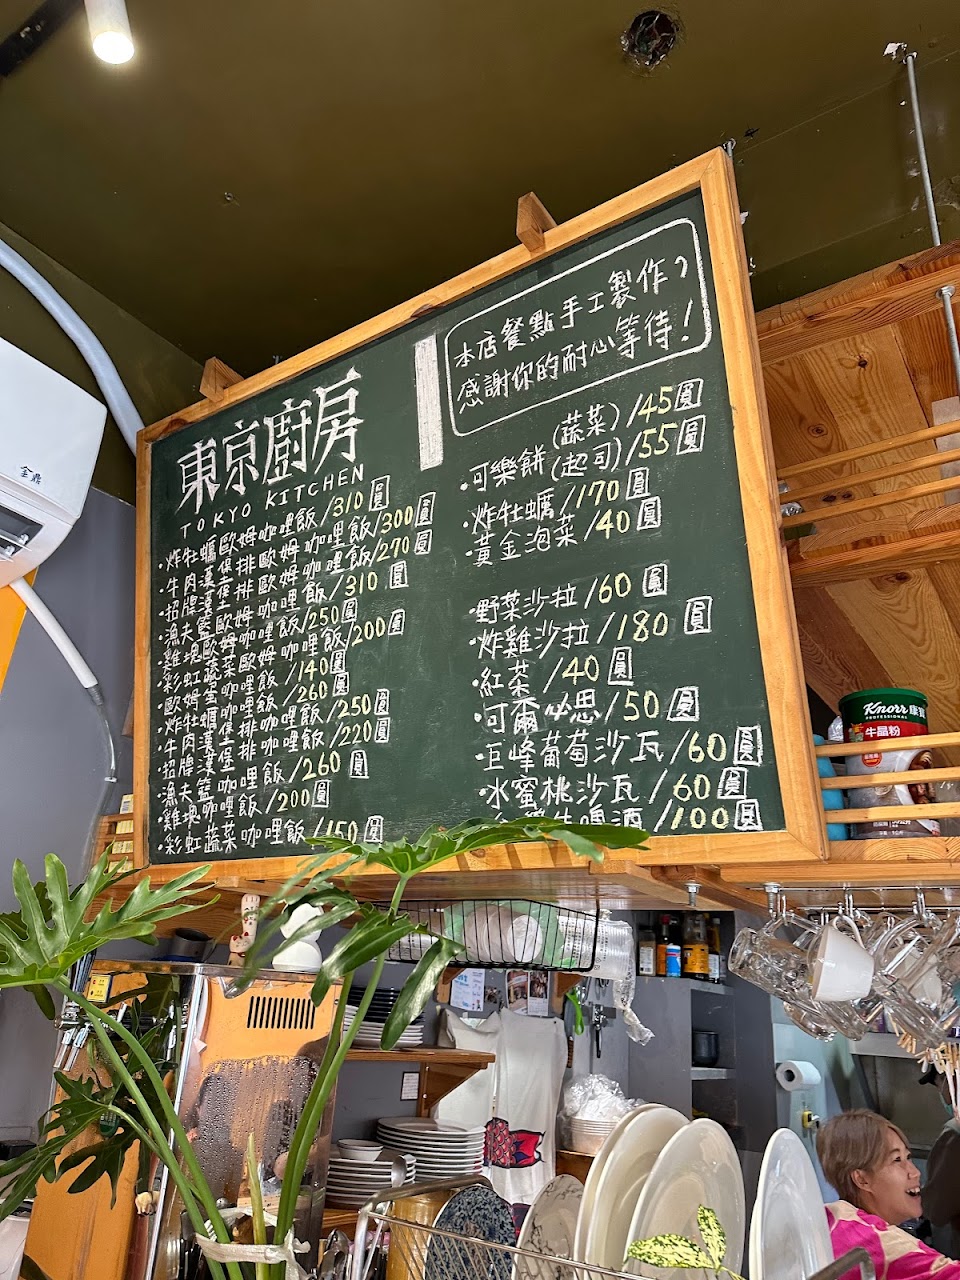 東京廚房
TOKYO KITCHEN
·炸牡蠣歐姆咖哩飯/310圓
·牛肉漢堡排歐姆咖哩飯/300圓
·招牌漢堡排歐姆咖哩飯/270圓
·漁夫籃歐姆咖哩飯/310圓
·雞塊歐姆咖哩飯/250圓
·彩虹蔬菜歐姆咖哩飯/200圓
·歐姆蛋咖哩飯/140圓
·炸牡蠣咖哩飯/260圓
·牛肉漢堡排咖哩飯/250圓
·招牌漢堡排咖哩飯/220圓
·漁夫籃咖哩飯/260圓
·雞塊咖哩飯/200圓
·彩虹蔬菜咖哩飯/150圓
本店餐點手工製作,
感謝你的耐心等待!
·可樂餅(蔬菜)/45圓
(起司)/55圓
·炸牡蠣/170圓
·黃金泡菜/40圓
·野菜沙拉/60圓
·炸雞沙拉/180圓
·紅茶/40圓
·可爾必思/50圓
·巨峰葡萄沙瓦/60圓
·水蜜桃沙瓦/60圓
啤酒/100圓
金鼎
Knorr 康寶
PROFESSIONAL
牛晶粉